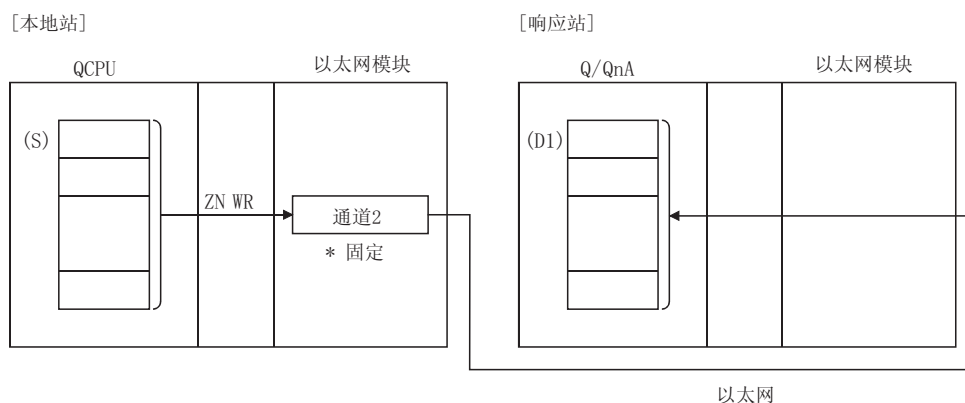 [本地站]
[响应站]
QCPU
以太网模块
Q/QnA
以太网模块
(S)
(D1)
ZN WR
通道2
* 固定
以太网